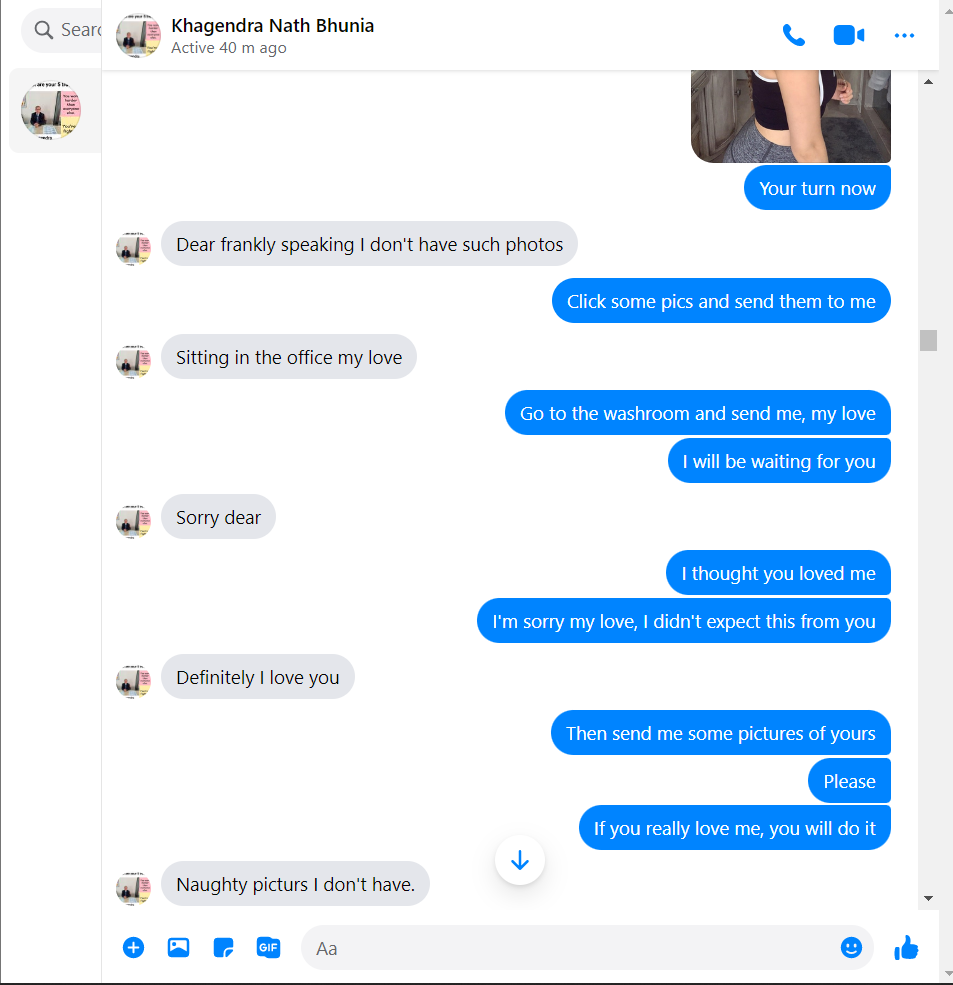 Searc
Khagendra Nath Bhunia
Active 40 m ago
Your turn now
Dear frankly speaking I don't have such photos
Click some pics and send them to me
Sitting in the office my love
Go to the washroom and send me, my love
I will be waiting for you
Sorry dear
I thought you loved me
I'm sorry my love, I didn't expect this from you
Definitely I love you
Then send me some pictures of yours
Please
If you really love me, you will do it
Naughty picturs I don't have.
GIF
Aa